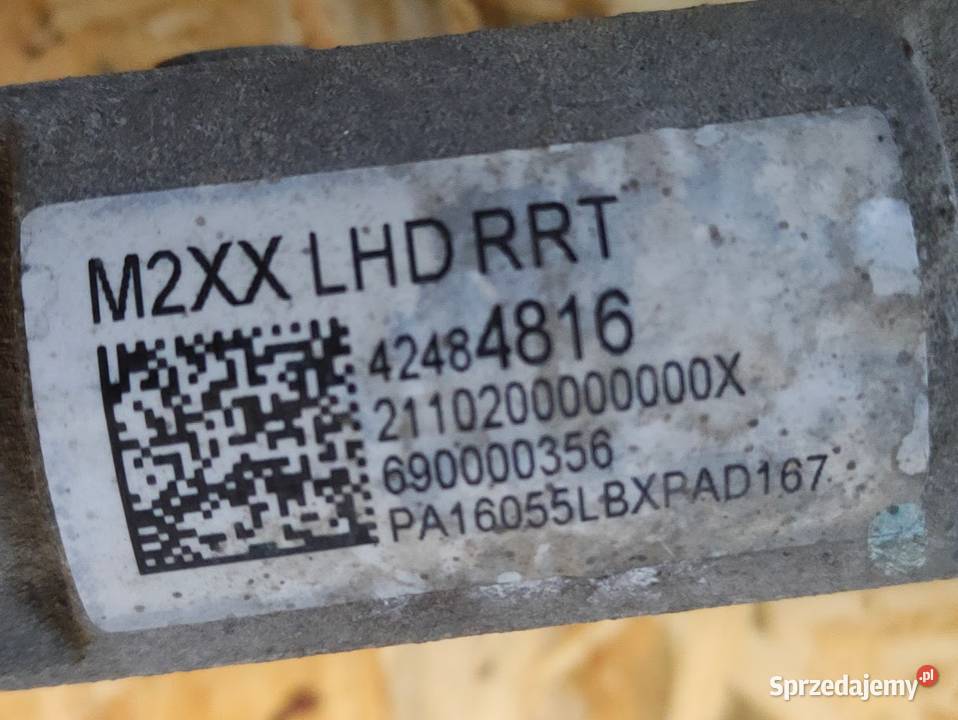 M2XX LHD RRT
42484816
2110200000000X
690000356
PA16055LBXPAD167
Sprzedajemy.pl